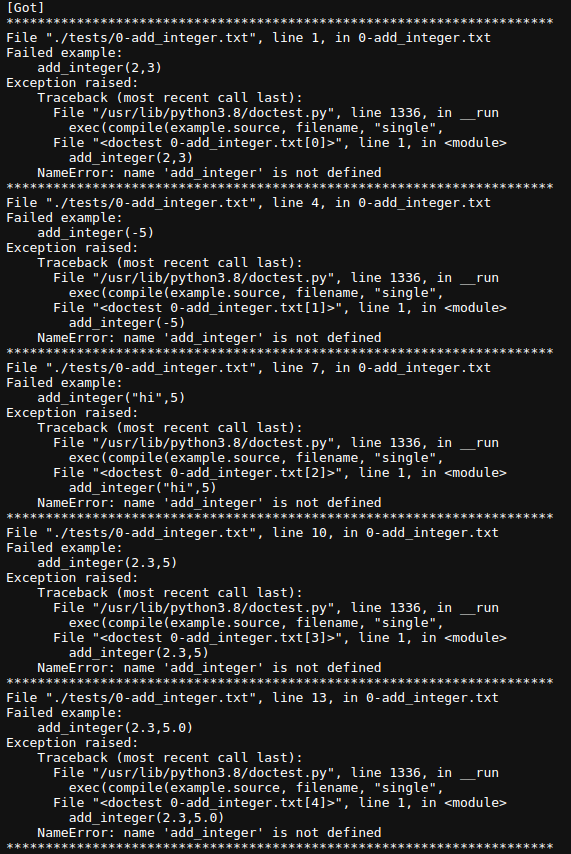 [Got]
**********************************************************************
File "./tests/0-add_integer.txt", line 1, in 0-add_integer.txt
Failed example:
    add_integer(2,3)
Exception raised:
    Traceback (most recent call last):
      File "/usr/lib/python3.8/doctest.py", line 1336, in __run
        exec(compile(example.source, filename, "single",
      File "<doctest 0-add_integer.txt[0]>", line 1, in <module>
        add_integer(2,3)
    NameError: name 'add_integer' is not defined
**********************************************************************
File "./tests/0-add_integer.txt", line 4, in 0-add_integer.txt
Failed example:
    add_integer(-5)
Exception raised:
    Traceback (most recent call last):
      File "/usr/lib/python3.8/doctest.py", line 1336, in __run
        exec(compile(example.source, filename, "single",
      File "<doctest 0-add_integer.txt[1]>", line 1, in <module>
        add_integer(-5)
    NameError: name 'add_integer' is not defined
**********************************************************************
File "./tests/0-add_integer.txt", line 7, in 0-add_integer.txt
Failed example:
    add_integer("hi",5)
Exception raised:
    Traceback (most recent call last):
      File "/usr/lib/python3.8/doctest.py", line 1336, in __run
        exec(compile(example.source, filename, "single",
      File "<doctest 0-add_integer.txt[2]>", line 1, in <module>
        add_integer("hi",5)
    NameError: name 'add_integer' is not defined
**********************************************************************
File "./tests/0-add_integer.txt", line 10, in 0-add_integer.txt
Failed example:
    add_integer(2.3,5)
Exception raised:
    Traceback (most recent call last):
      File "/usr/lib/python3.8/doctest.py", line 1336, in __run
        exec(compile(example.source, filename, "single",
      File "<doctest 0-add_integer.txt[3]>", line 1, in <module>
        add_integer(2.3,5)
    NameError: name 'add_integer' is not defined
**********************************************************************
File "./tests/0-add_integer.txt", line 13, in 0-add_integer.txt
Failed example:
    add_integer(2.3,5.0)
Exception raised:
    Traceback (most recent call last):
      File "/usr/lib/python3.8/doctest.py", line 1336, in __run
        exec(compile(example.source, filename, "single",
      File "<doctest 0-add_integer.txt[4]>", line 1, in <module>
        add_integer(2.3,5.0)
    NameError: name 'add_integer' is not defined
**********************************************************************